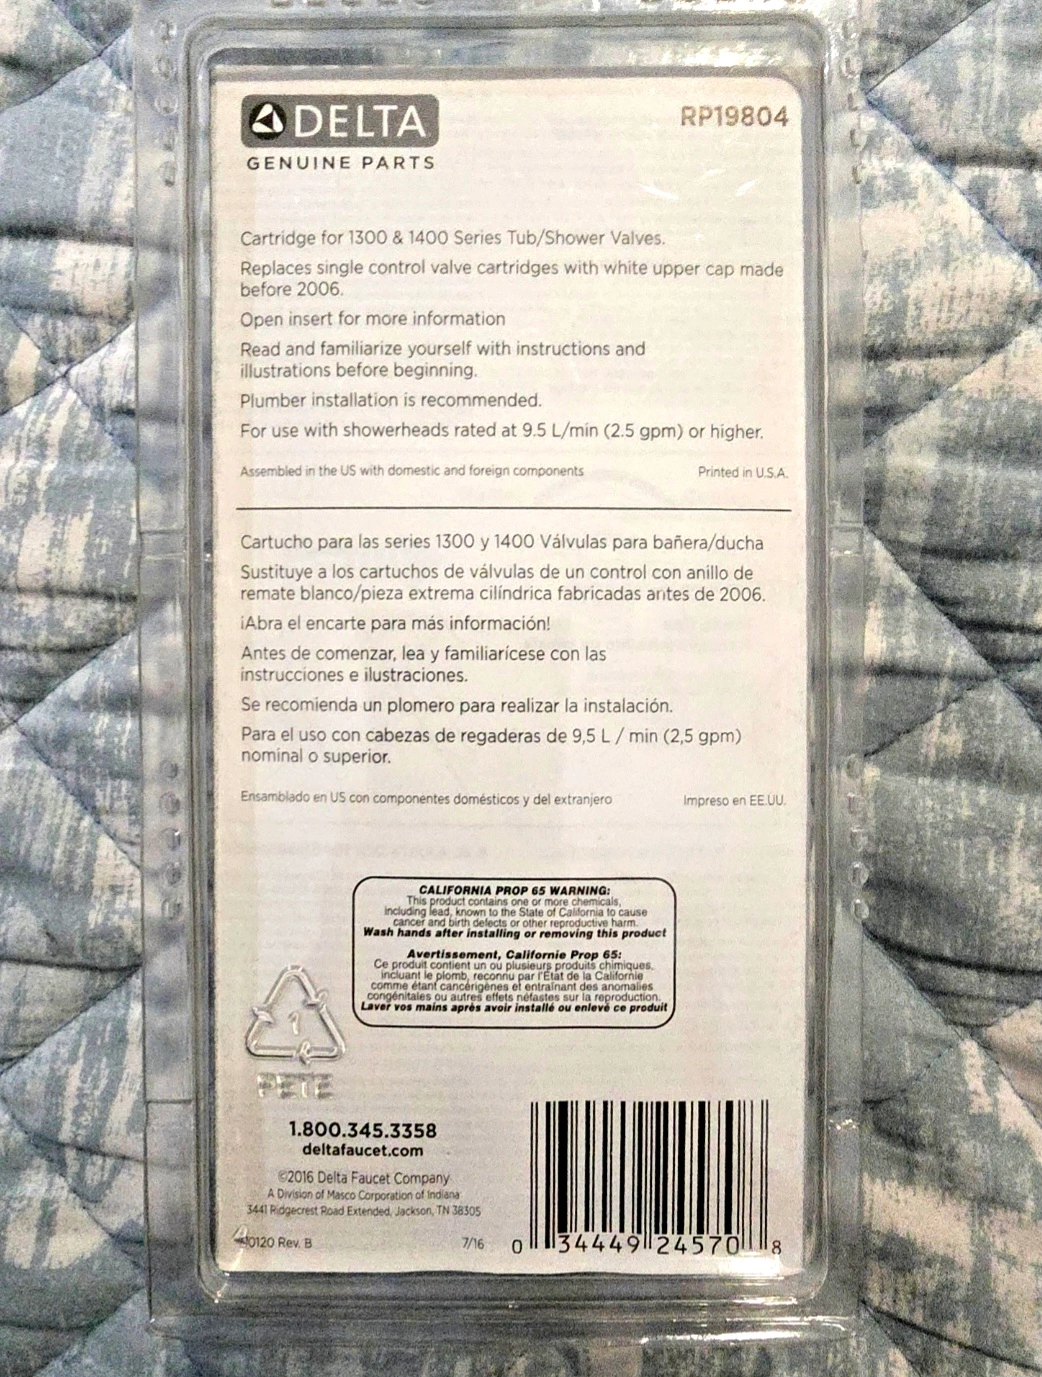 DELTA
RP19804
GENUINE PARTS
Cartridge for 1300 & 1400 Series Tub/Shower Valves.
Replaces single control valve cartridges with white upper cap made
before 2006.
Open insert for more information
Read and familiarize yourself with instructions and
illustrations before beginning.
Plumber installation is recommended.
For use with showerheads rated at 9.5 L/min (2.5 gpm) or higher.
Assembled in the US with domestic and foreign components
Printed in U.S.A.
Cartucho para las series 1300 y 1400 Válvulas para bañera/ducha
Sustituye a los cartuchos de válvulas de un control con anillo de
remate blanco/pieza extrema cilíndrica fabricadas antes de 2006.
¡Abra el encarte para más información!
Antes de comenzar, lea y familiarícese con las
instrucciones e ilustraciones.
Se recomienda un plomero para realizar la instalación.
Para el uso con cabezas de regaderas de 9,5 L / min (2,5 gpm)
nominal o superior.
Ensamblado en US con componentes domésticos y del extranjero
Impreso en EE.UU.
CALIFORNIA PROP 65 WARNING:
This product contains one or more chemicals,
including lead, known to the State of California to cause
cancer and birth defects or other reproductive harm.
Wash hands after installing or removing this product
Avertissement, Californie Prop 65:
Ce produit contient un ou plusieurs produits chimiques,
incluant le plomb, reconnu par l'État de la Californie
comme étant cancérigènes et entraînant des anomalies
congénitales ou autres effets néfastes sur la reproduction.
Laver vos mains après avoir installé ou enlevé ce produit
1
PETE
1.800.345.3358
deltafaucet.com
©2016 Delta Faucet Company
A Division of Masco Corporation of Indiana
3441 Ridgecrest Road Extended, Jackson, TN 38305
Rev. B
7/16
0 34449 24570 8